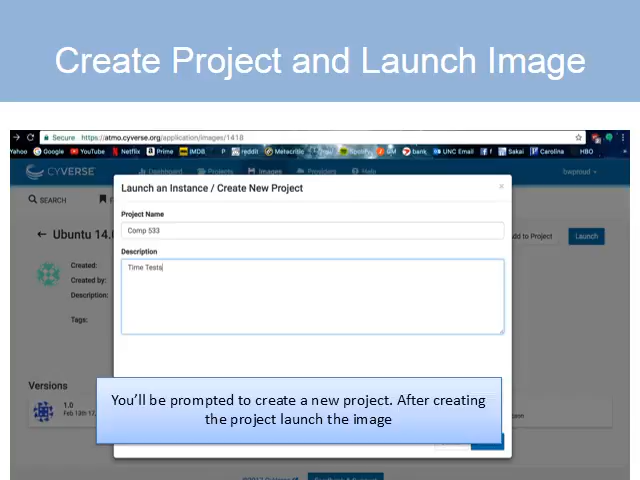 Create Project and Launch Image
Secure https://atmo.cyverse.org/application/images/1418
Yahoo Google YouTube Netflix Prime IMDB P reddit Metacritic Spotify UM bank UNC Email f Sakai Carolina HBO
CYVERSE Dashboard Projects Images Providers Help bwproud
SEARCH
Launch an Instance / Create New Project ×
Project Name
Ubuntu 14.0
Comp 533
Add to Project Launch
Description
Created:
Time Tests
Created by:
Description:
Tags:
Versions
1.0
Feb 13th 17,
You'll be prompted to create a new project. After creating
the project launch the image